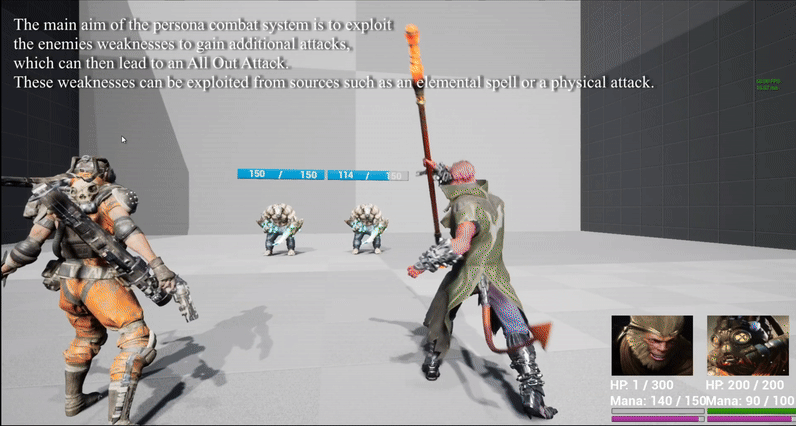 The main aim of the persona combat system is to exploit
the enemies weaknesses to gain additional attacks,
which can then lead to an All Out Attack.
These weaknesses can be exploited from sources such as an elemental spell or a physical attack.
150 / 150
114 / 150
HP: 1 / 300
HP: 200 / 200
Mana: 140 / 150
Mana: 90 / 100